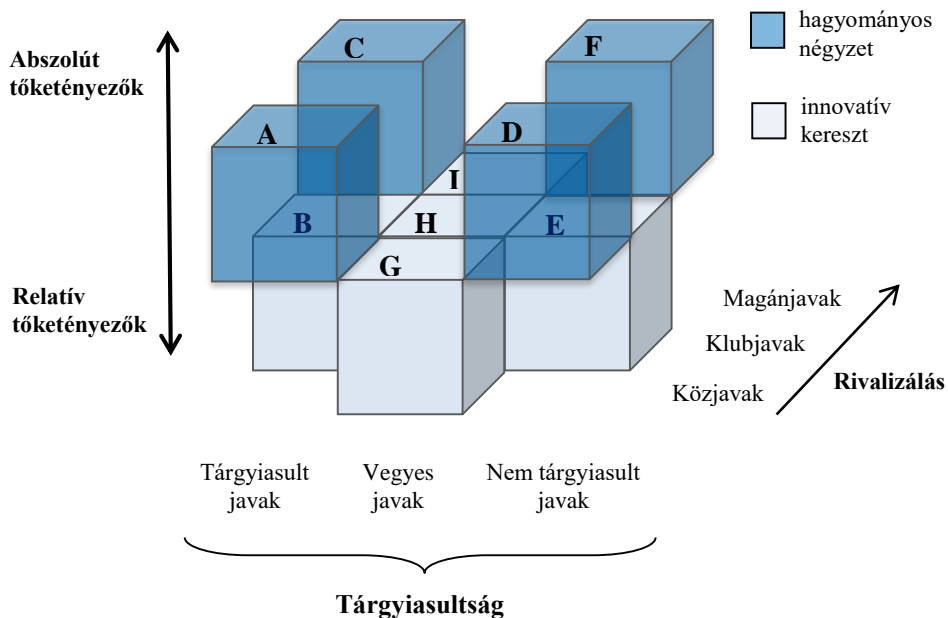 Abszolút
tőketényezők
Relatív
tőketényezők
C
F
A
D
I
B
H
E
G
hagyományos
négyzet
innovatív
kereszt
Magánjavak
Klubjavak
Közjavak
Rivalizálás
Tárgyiasult
javak
Vegyes
javak
Nem tárgyiasult
javak
Tárgyiasultság